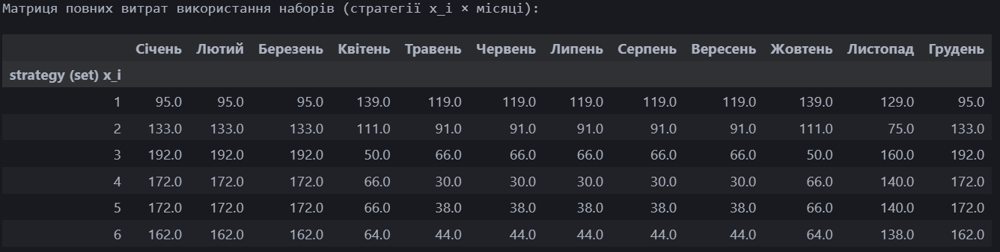 Матриця повних витрат використання наборів (стратегії x_i × місяці):
Січень Лютий Березень Квітень Травень Червень Липень Серпень Вересень Жовтень Листопад Грудень
strategy (set) x_i
1 95.0 95.0 95.0 139.0 119.0 119.0 119.0 119.0 119.0 139.0 129.0 95.0
2 133.0 133.0 133.0 111.0 91.0 91.0 91.0 91.0 91.0 111.0 75.0 133.0
3 192.0 192.0 192.0 50.0 66.0 66.0 66.0 66.0 66.0 50.0 160.0 192.0
4 172.0 172.0 172.0 66.0 30.0 30.0 30.0 30.0 30.0 66.0 140.0 172.0
5 172.0 172.0 172.0 66.0 38.0 38.0 38.0 38.0 38.0 66.0 140.0 172.0
6 162.0 162.0 162.0 64.0 44.0 44.0 44.0 44.0 44.0 64.0 138.0 162.0